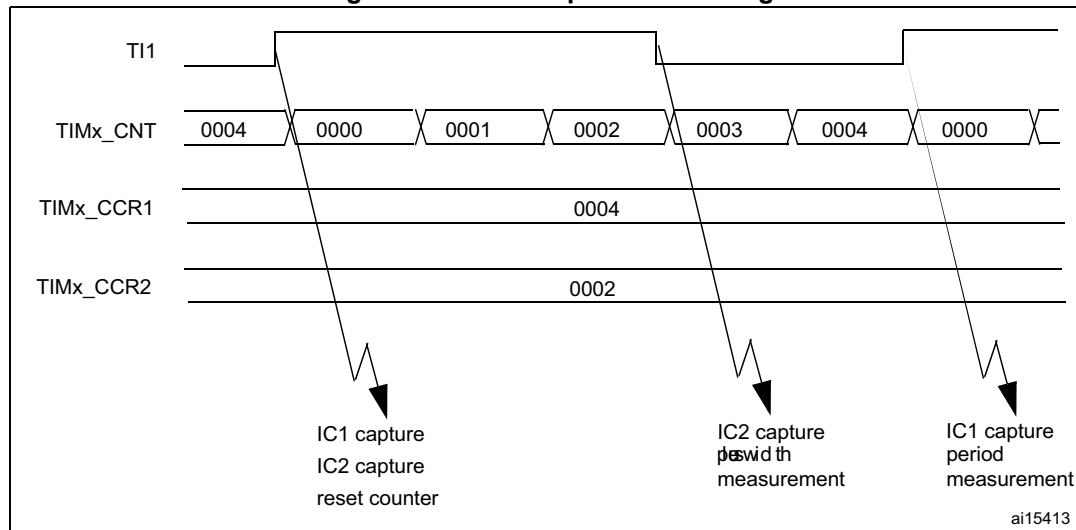 TI1
TIMx_CNT
0004
0000
0001
0002
0003
0004
0000
TIMx_CCR1
0004
TIMx_CCR2
0002
IC1 capture
IC2 capture
reset counter
IC2 capture
measurement
IC1 capture
period
measurement
ai15413